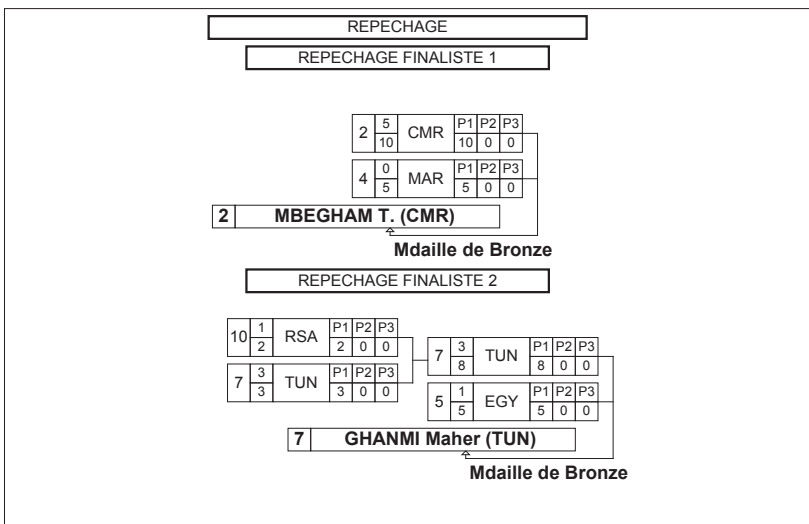 REPECHAGE
REPECHAGE FINALISTE 1
2 5 CMR P1 P2 P3
10 10 0 0
4 0 MAR P1 P2 P3
5 5 0 0
2 MBEGHAM T. (CMR)
Mdaille de Bronze
REPECHAGE FINALISTE 2
10 1 RSA P1 P2 P3
2 2 0 0
7 3 TUN P1 P2 P3
3 3 0 0
7 3 TUN P1 P2 P3
8 8 0 0
5 1 EGY P1 P2 P3
5 5 0 0
7 GHANMI Maher (TUN)
Mdaille de Bronze